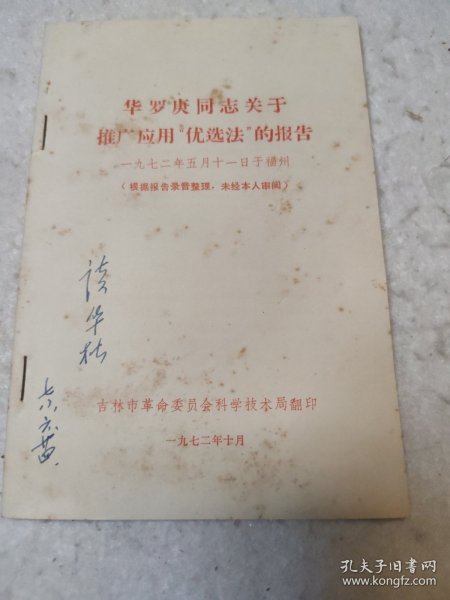 华罗庚同志关于
推广应用“优选法”的报告
一九七二年五月十一日于福州
（根据报告录音整理，未经本人审阅）
吉林市革命委员会科学技术局翻印
一九七二年十月
孔夫子旧书网
www.kongfz.com